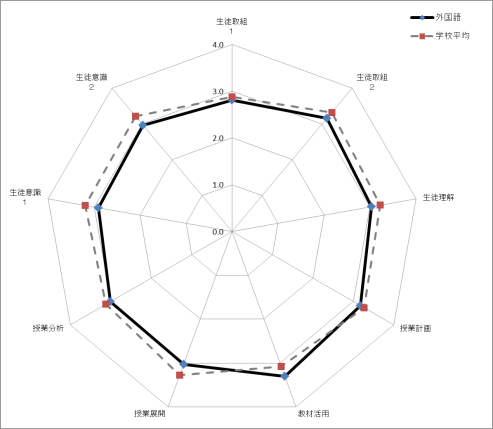 外国語
学校平均
生徒取組
1
生徒取組
2
生徒理解
授業計画
教材活用
授業展開
授業分析
生徒意識
1
生徒意識
2
4.0
3.0
2.0
1.0
0.0